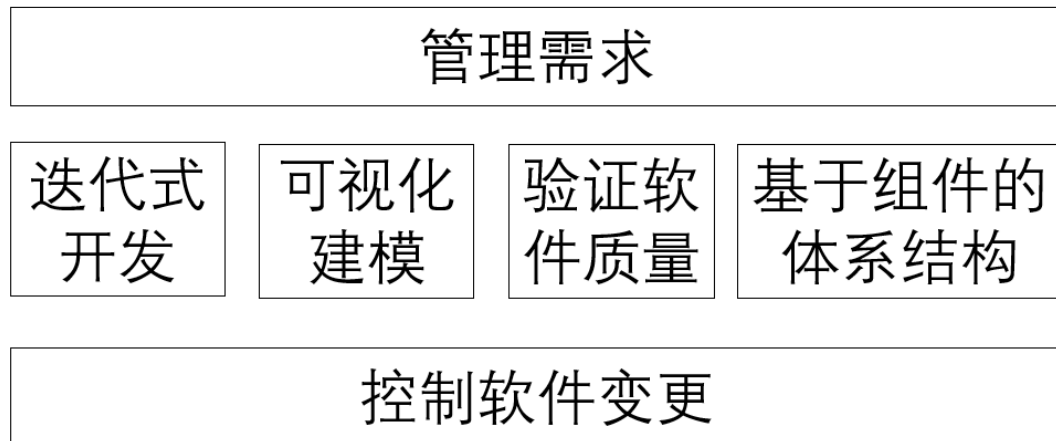 管理需求
迭代式
开发
可视化
建模
验证软
件质量
基于组件的
体系结构
控制软件变更